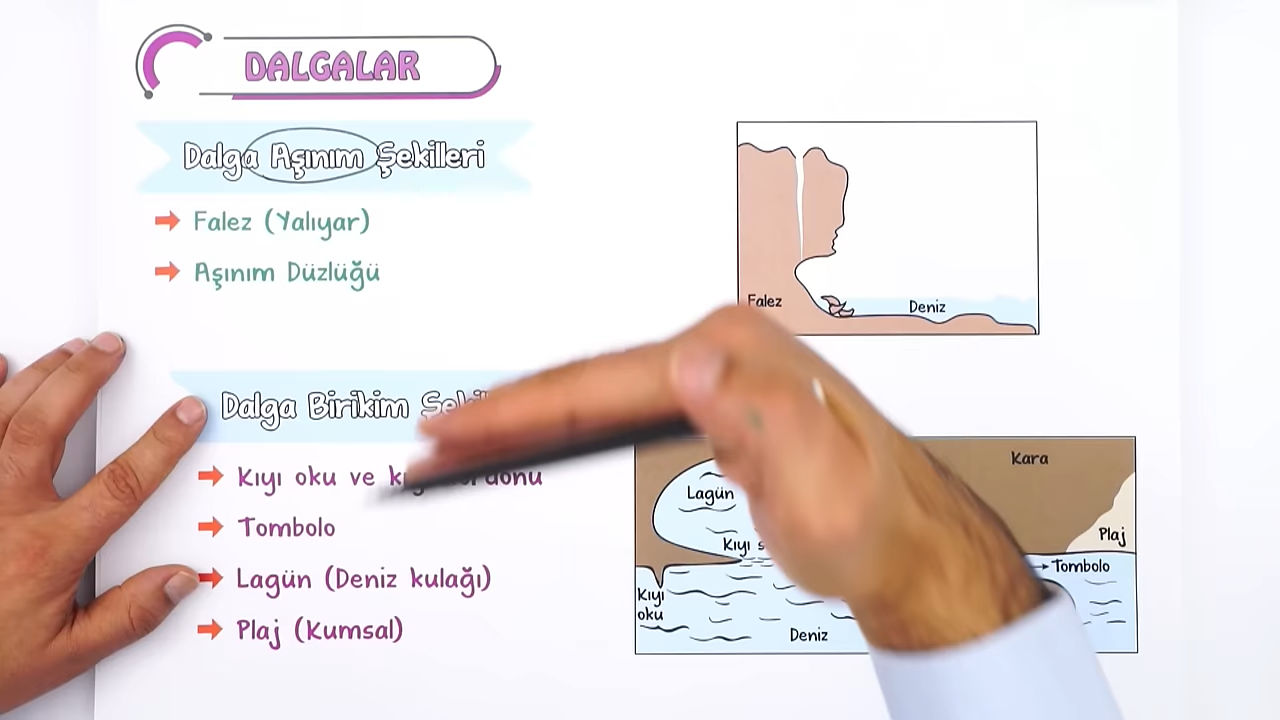 DALGALAR
Dalga Aşınım Şekilleri
Falez (Yalıyar)
Aşınım Düzlüğü
Falez
Deniz
Dalga Birikim
Kıyı oku ve
Tombolo
Lagün (Deniz kulağı)
Plaj (Kumsal)
Kara
Lagün
Plaj
Kıyı
Tombolo
Kıyı
oku
Deniz